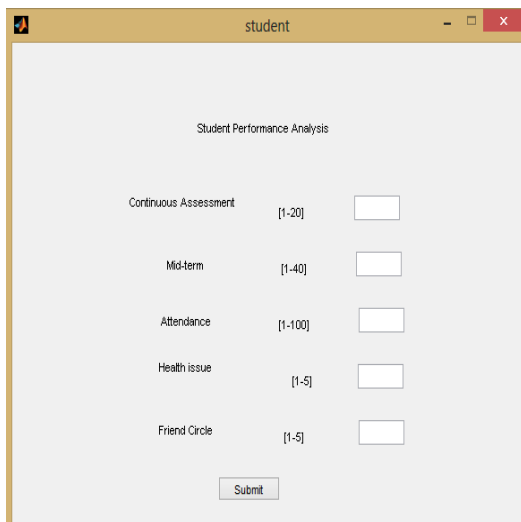 student
Student Performance Analysis
Continuous Assessment [1-20]
Mid-term [1-40]
Attendance [1-100]
Health issue [1-5]
Friend Circle [1-5]
Submit